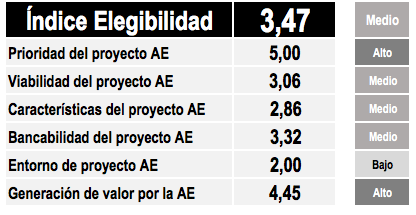 Índice Elegibilidad 3,47 Medio
Prioridad del proyecto AE 5,00 Alto
Viabilidad del proyecto AE 3,06 Medio
Características del proyecto AE 2,86 Medio
Bancabilidad del proyecto AE 3,32 Medio
Entorno de proyecto AE 2,00 Bajo
Generación de valor por la AE 4,45 Alto